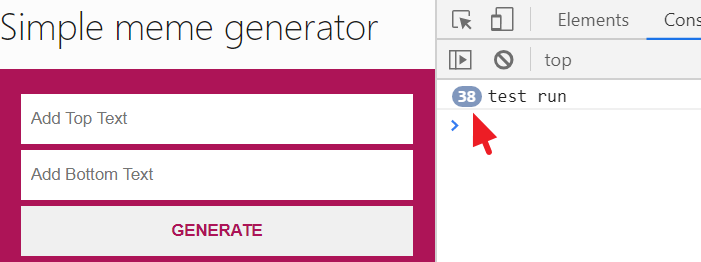 Simple meme generator
Add Top Text
Add Bottom Text
GENERATE
Elements Cons
top
38 test run